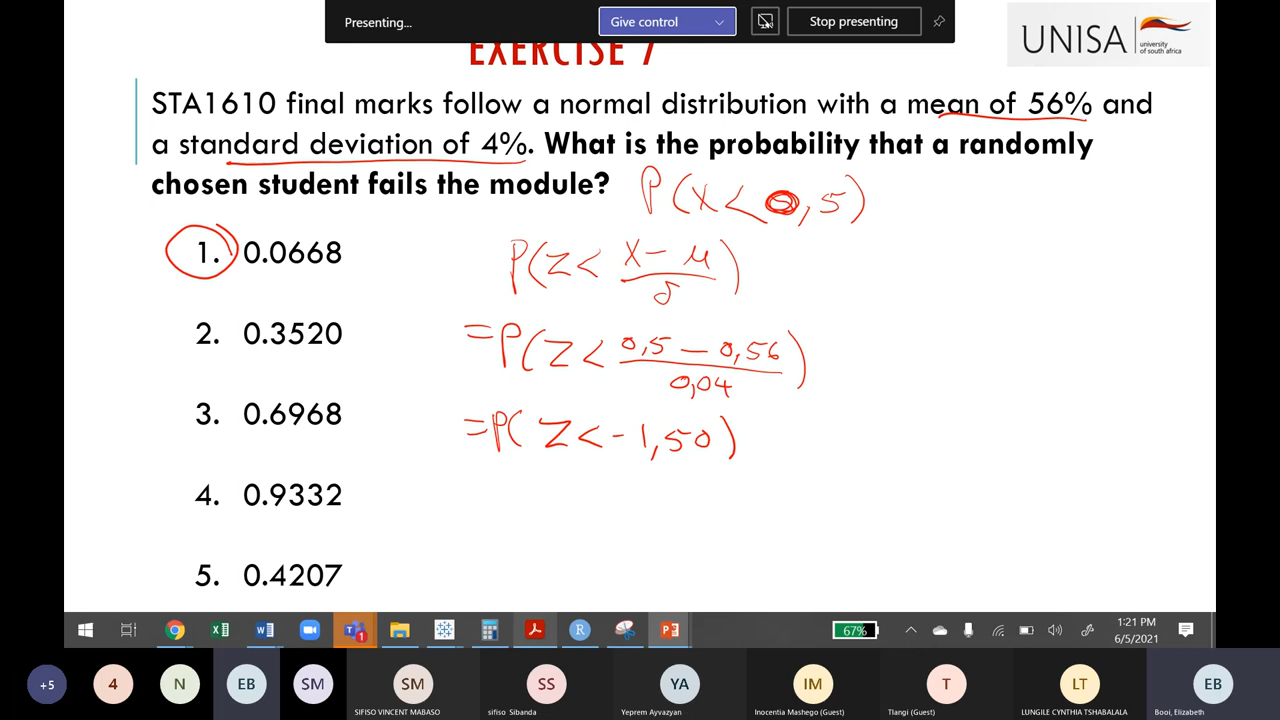 Presenting...
Give control
Stop presenting
EXERCISE 7
UNISA
university
of south africa
STA1610 final marks follow a normal distribution with a mean of 56% and
a standard deviation of 4%. What is the probability that a randomly
chosen student fails the module?
P(X < 0,5)
1. 0.0668
P(Z < X - μ / δ)
2. 0.3520
= P(Z < 0,5 - 0,56 / 0,04)
3. 0.6968
= P( Z < -1,50)
4. 0.9332
5. 0.4207
1
67%
1:21 PM
6/5/2021
+5
4
N
EB
SM
SM
SIFISO VINCENT MABASO
SS
sifiso Sibanda
YA
Yeprem Ayvazyan
IM
Inocentia Mashego (Guest)
T
Tlangi (Guest)
LT
LUNGILE CYNTHIA TSHABALALA
EB
Booi, Elizabeth